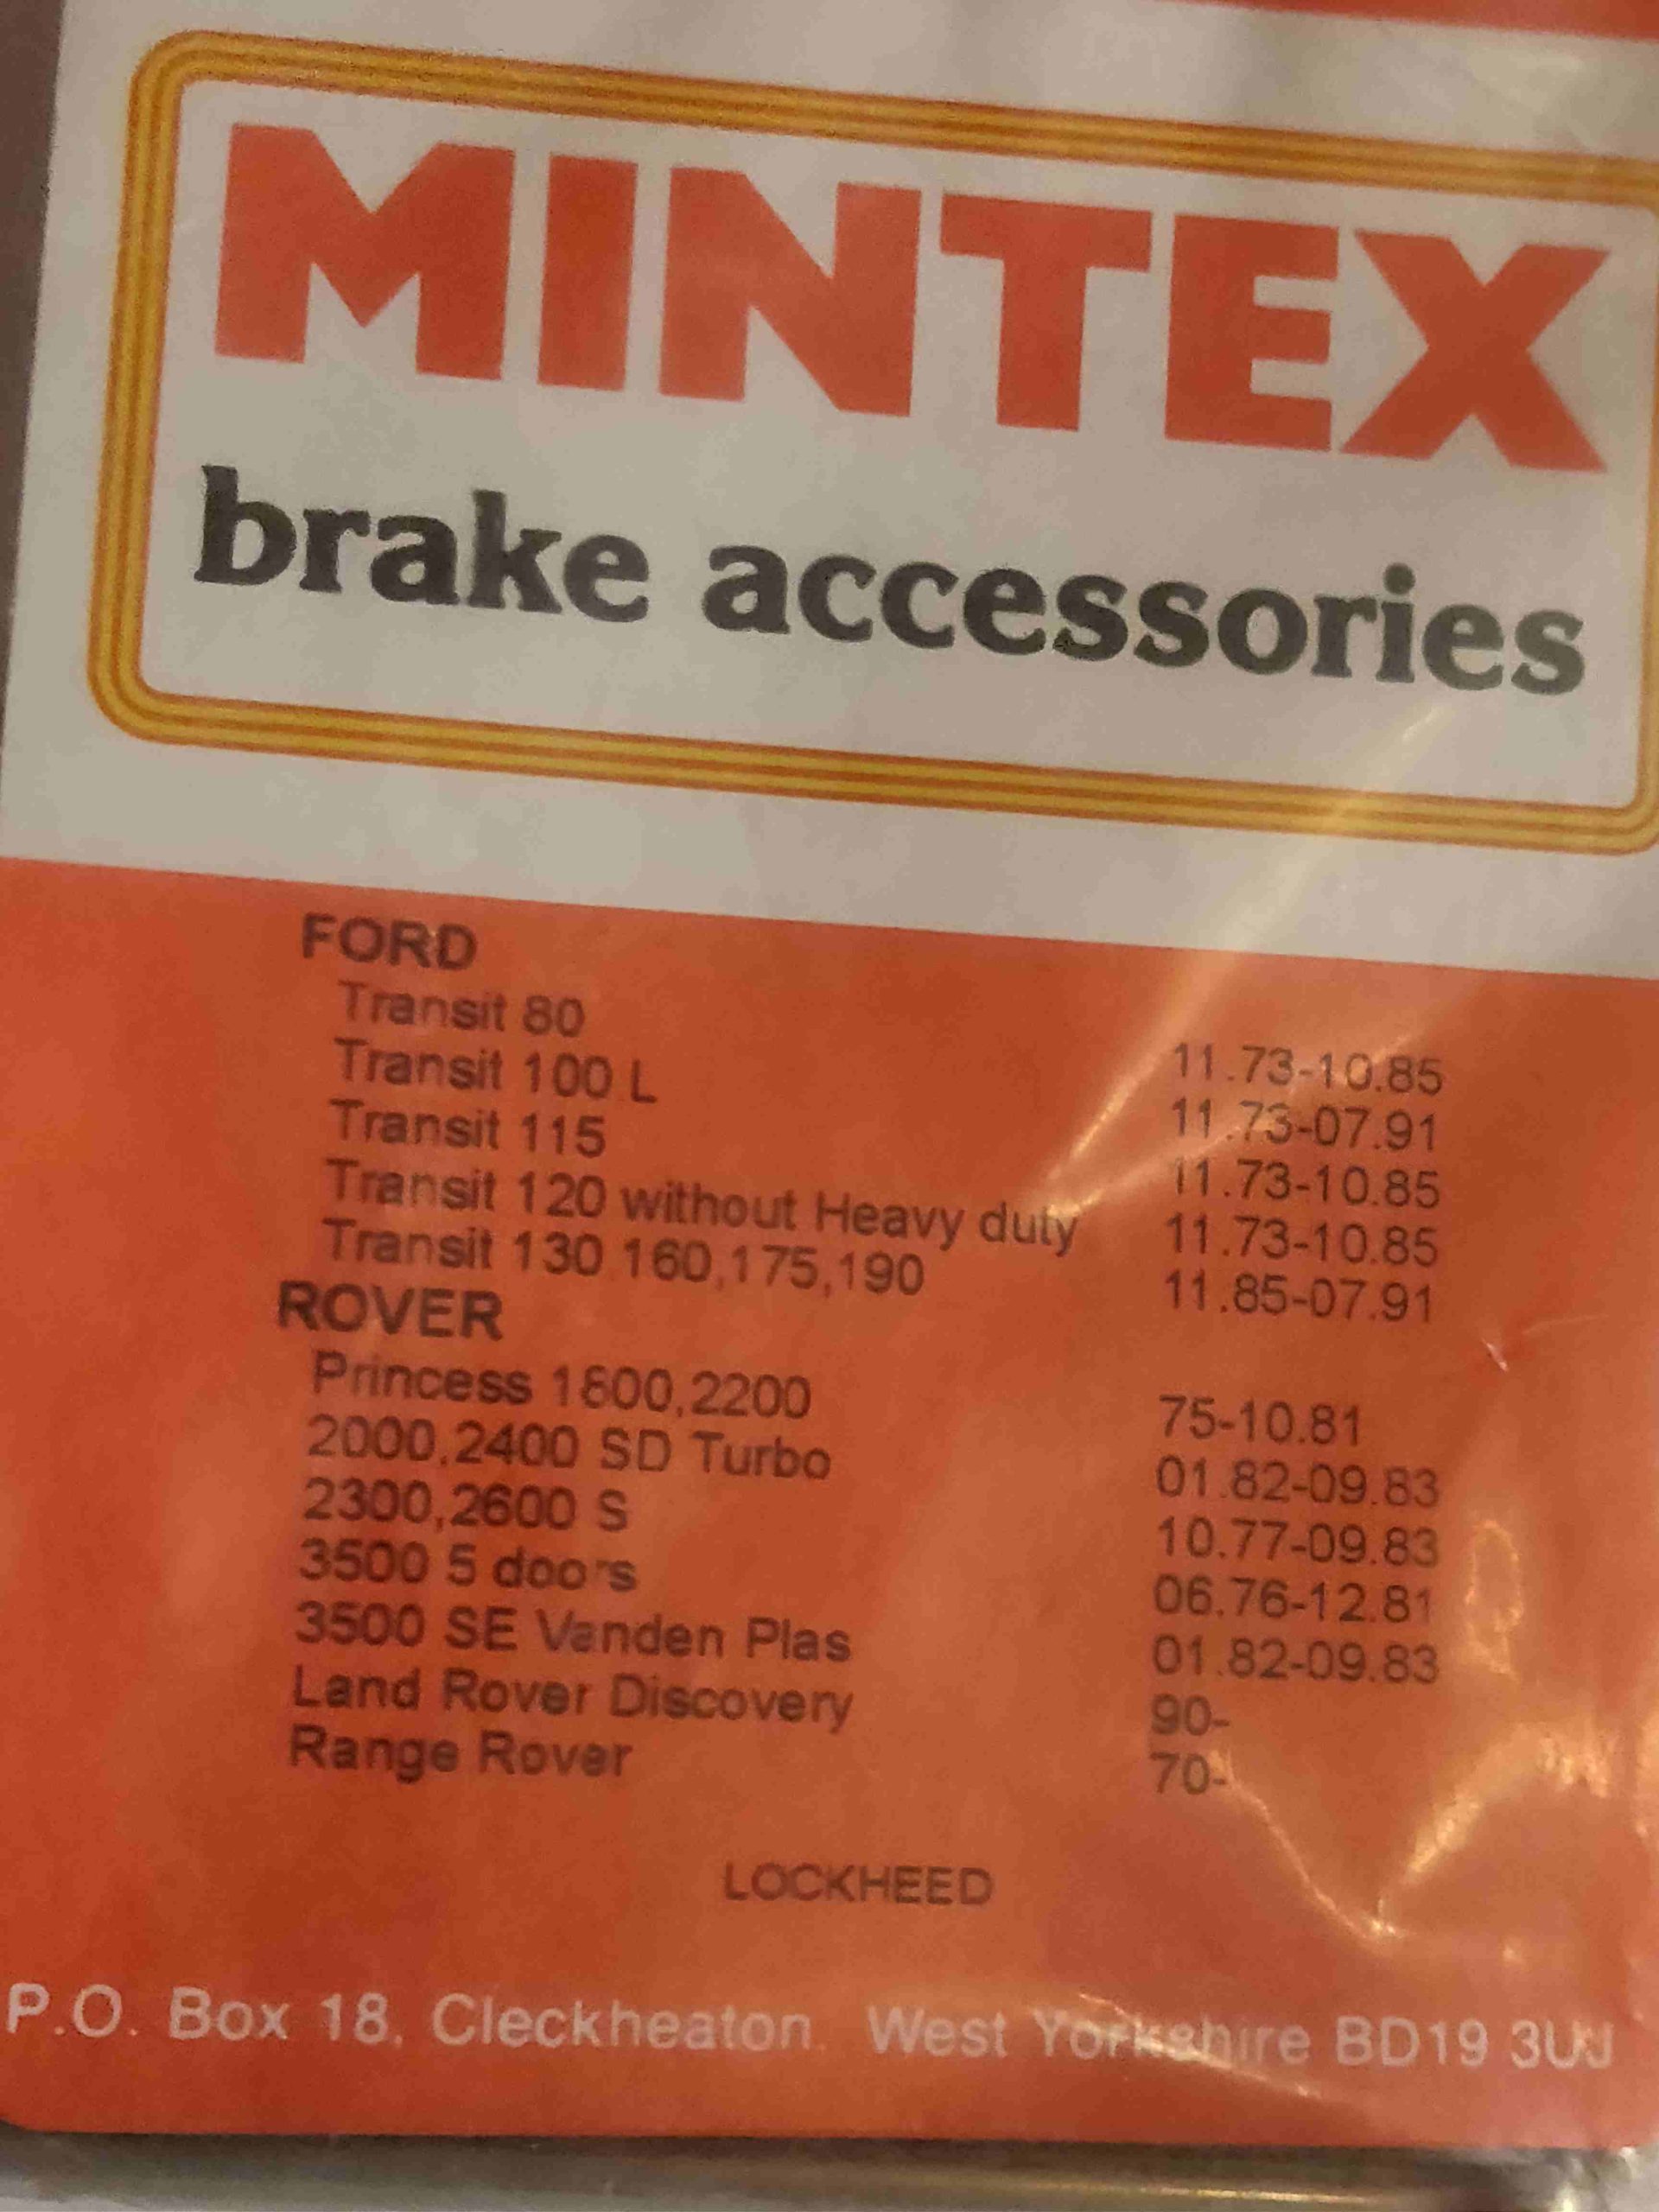 MINTEX
brake accessories
FORD
Transit 80 11.73-10.85
Transit 100 L 11.73-07.91
Transit 115 11.73-10.85
Transit 120 without Heavy duty 11.73-10.85
Transit 130 160,175,190 11.85-07.91
ROVER
Princess 1800,2200 75-10.81
2000,2400 SD Turbo 01.82-09.83
2300,2600 S 10.77-09.83
3500 5 doors 06.76-12.81
3500 SE Vanden Plas 01.82-09.83
Land Rover Discovery 90-
Range Rover 70-
LOCKHEED
P.O. Box 18, Cleckheaton. West Yorkshire BD19 3UJ